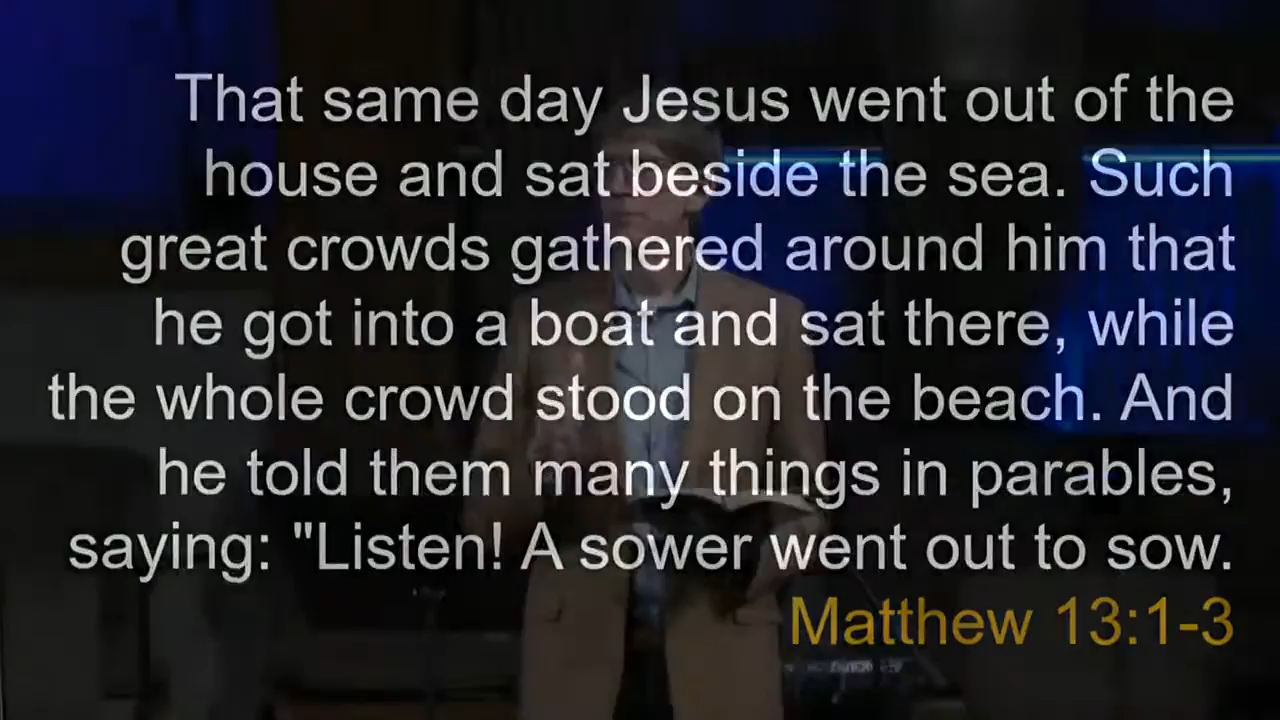 That same day Jesus went out of the
house and sat beside the sea. Such
great crowds gathered around him that
he got into a boat and sat there, while
the whole crowd stood on the beach. And
he told them many things in parables,
saying: "Listen! A sower went out to sow.
Matthew 13:1-3